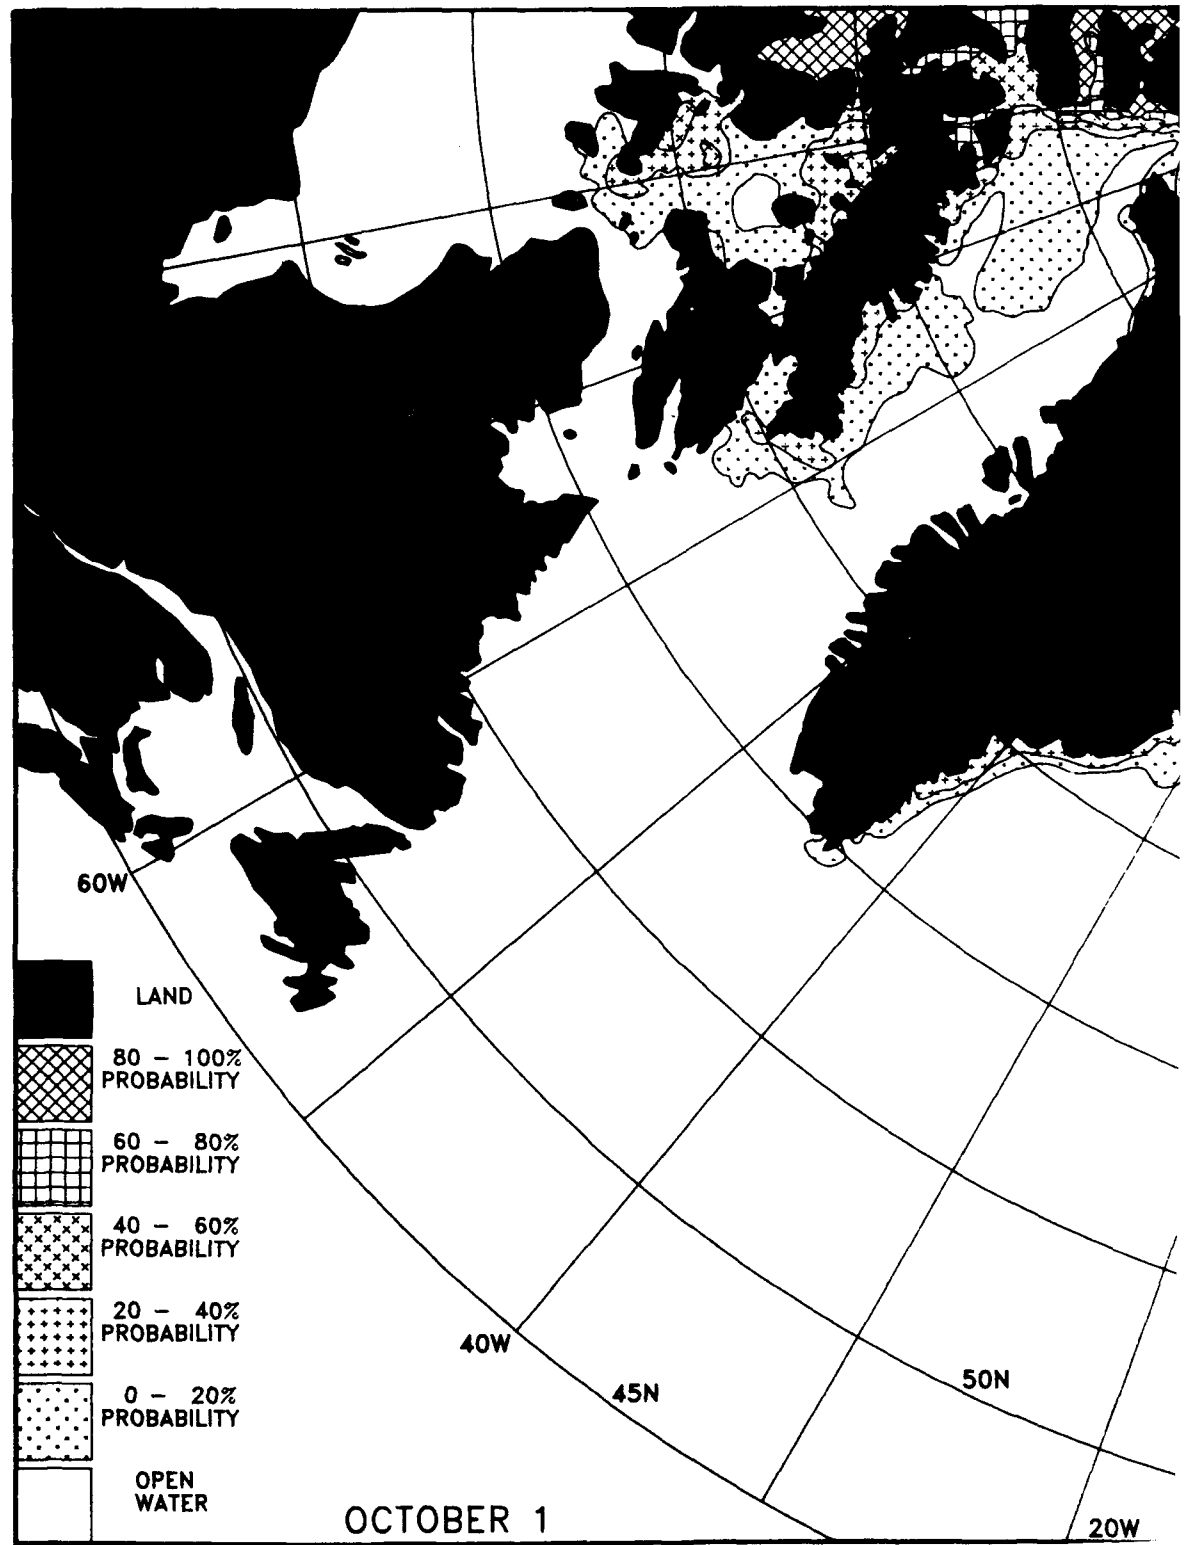 60W
LAND
80 – 100%
PROBABILITY
60 – 80%
PROBABILITY
40 – 60%
PROBABILITY
20 – 40%
PROBABILITY
0 – 20%
PROBABILITY
OPEN
WATER
40W
45N
50N
20W
OCTOBER 1